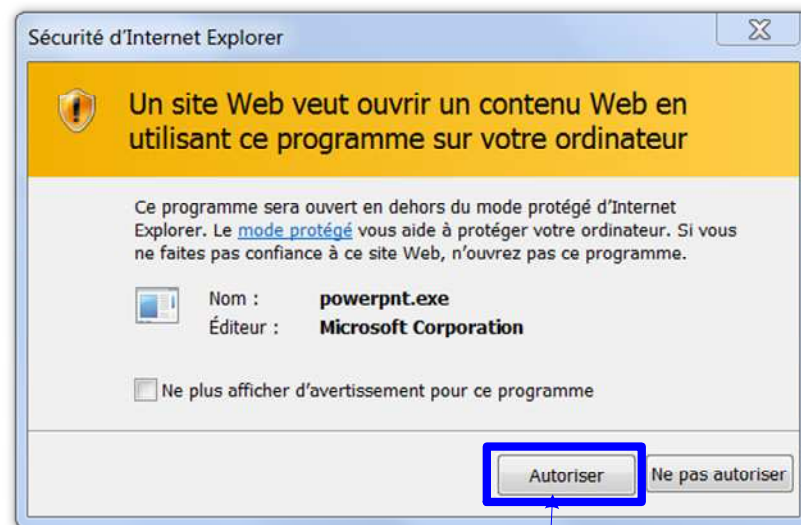 Sécurité d'Internet Explorer
Un site Web veut ouvrir un contenu Web en
utilisant ce programme sur votre ordinateur
Ce programme sera ouvert en dehors du mode protégé d'Internet
Explorer. Le mode protégé vous aide à protéger votre ordinateur. Si vous
ne faites pas confiance à ce site Web, n'ouvrez pas ce programme.
Nom : powerpnt.exe
Éditeur : Microsoft Corporation
Ne plus afficher d'avertissement pour ce programme
Autoriser Ne pas autoriser